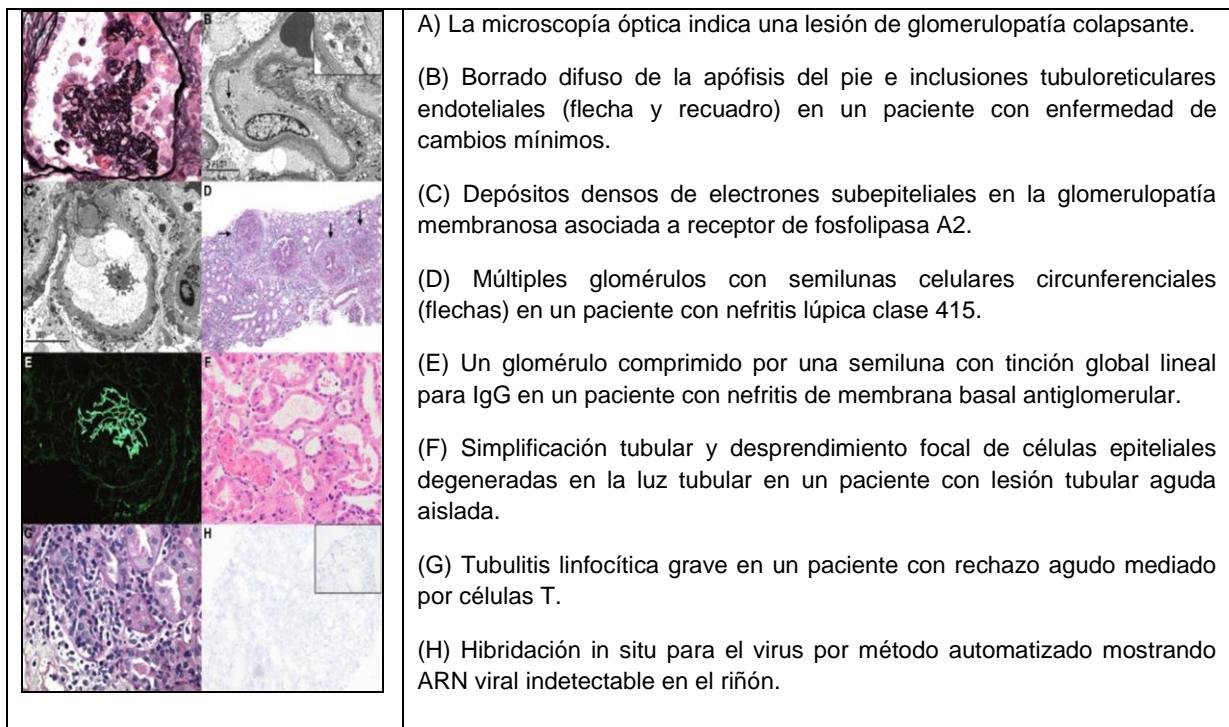 B
C
D
E
F
G
H
A) La microscopía óptica indica una lesión de glomerulopatía colapsante.
(B) Borrado difuso de la apófisis del pie e inclusiones tubuloreticulares
endoteliales (flecha y recuadro) en un paciente con enfermedad de
cambios mínimos.
(C) Depósitos densos de electrones subepiteliales en la glomerulopatía
membranosa asociada a receptor de fosfolipasa A2.
(D) Múltiples glomérulos con semilunas celulares circunferenciales
(flechas) en un paciente con nefritis lúpica clase 415.
(E) Un glomérulo comprimido por una semiluna con tinción global lineal
para IgG en un paciente con nefritis de membrana basal antiglomerular.
(F) Simplificación tubular y desprendimiento focal de células epiteliales
degeneradas en la luz tubular en un paciente con lesión tubular aguda
aislada.
(G) Tubulitis linfocítica grave en un paciente con rechazo agudo mediado
por células T.
(H) Hibridación in situ para el virus por método automatizado mostrando
ARN viral indetectable en el riñón.